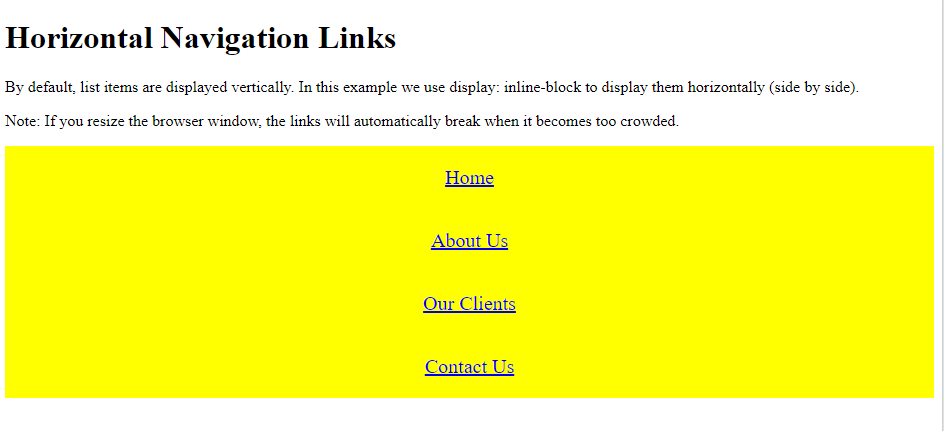 Horizontal Navigation Links
By default, list items are displayed vertically. In this example we use display: inline-block to display them horizontally (side by side).
Note: If you resize the browser window, the links will automatically break when it becomes too crowded.
Home
About Us
Our Clients
Contact Us